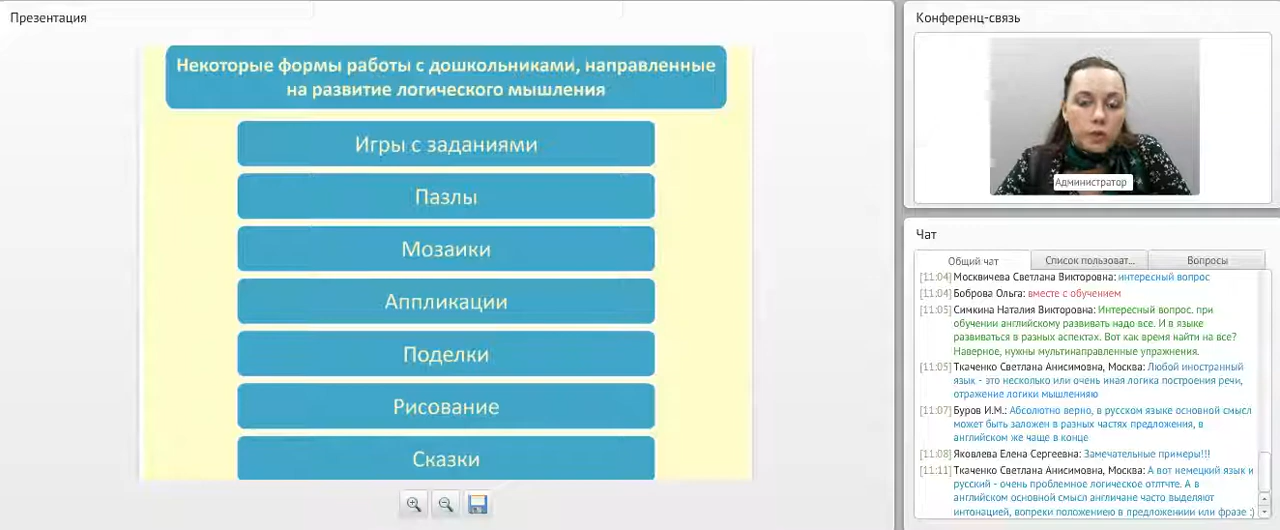 Презентация
Некоторые формы работы с дошкольниками, направленные
на развитие логического мышления
Игры с заданиями
Пазлы
Мозаики
Аппликации
Поделки
Рисование
Сказки
Конференц-связь
Администратор
Чат
Общий чат
Список пользоват...
Вопросы
[11:04] Москвичева Светлана Викторовна: интересный вопрос
[11:04] Боброва Ольга: вместе с обучением
[11:05] Симкина Наталия Викторовна: Интересный вопрос. при
обучении английскому развивать надо все. И в языке
развиваться в разных аспектах. Вот как время найти на все?
Наверное, нужны мультинаправленные упражнения.
[11:05] Ткаченко Светлана Анисимовна, Москва: Любой иностранный
язык - это несколько или очень иная логика построения речи,
отражение логики мышленияю
[11:07] Буров И.М.: Абсолютно верно, в русском языке основной смысл
может быть заложен в разных частях предложения, в
английском же чаще в конце
[11:08] Яковлева Елена Сергеевна: Замечательные примеры!!!
[11:11] Ткаченко Светлана Анисимовна, Москва: А вот немецкий язык и
русский - очень проблемное логическое отлтчте. А в
английском основной смысл англичане часто выделяют
интонацией, вопреки положениею в предложениии или фразе :)